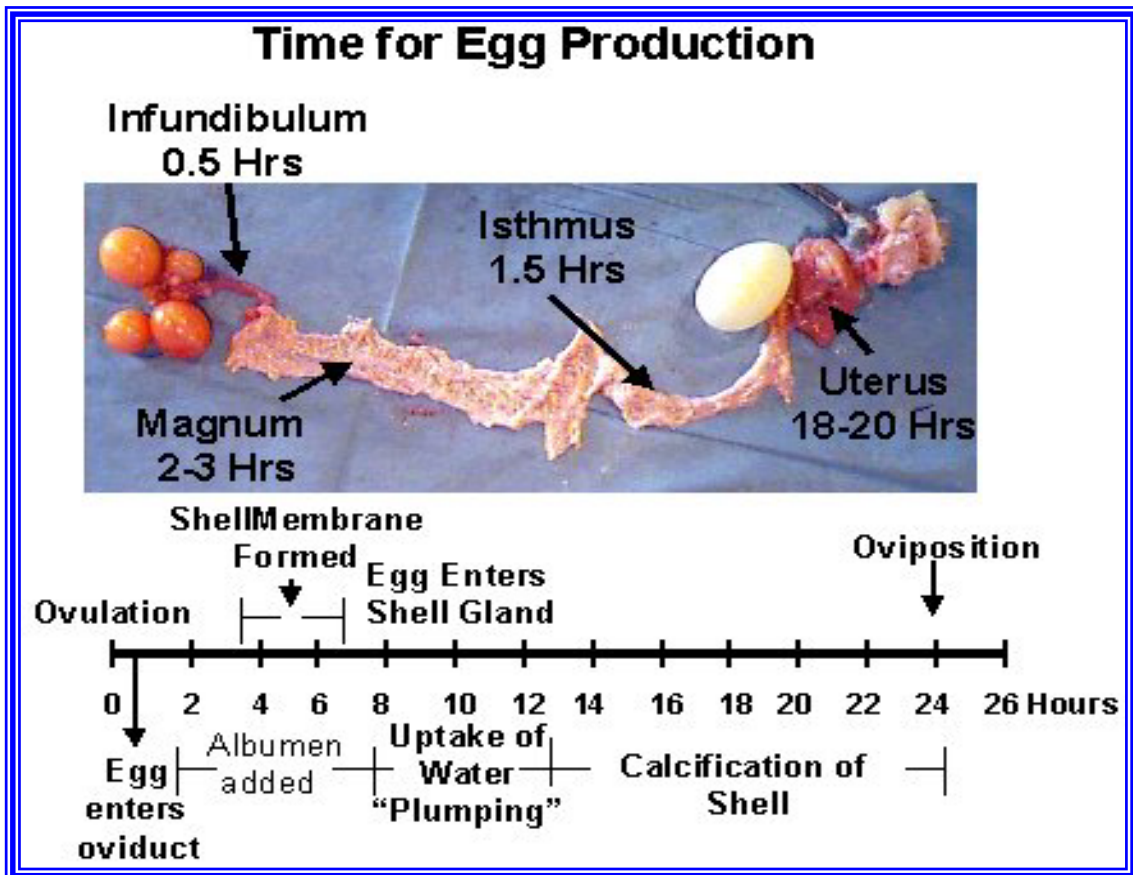 Time for Egg Production
Infundibulum
0.5 Hrs
Isthmus
1.5 Hrs
Magnum
2-3 Hrs
Uterus
18-20 Hrs
ShellMembrane
Formed
Egg Enters
Shell Gland
Oviposition
Ovulation
0 2 4 6 8 10 12 14 16 18 20 22 24 26 Hours
Egg
enters
oviduct
Albumen
added
Uptake of
Water
“Plumping”
Calcification of
Shell